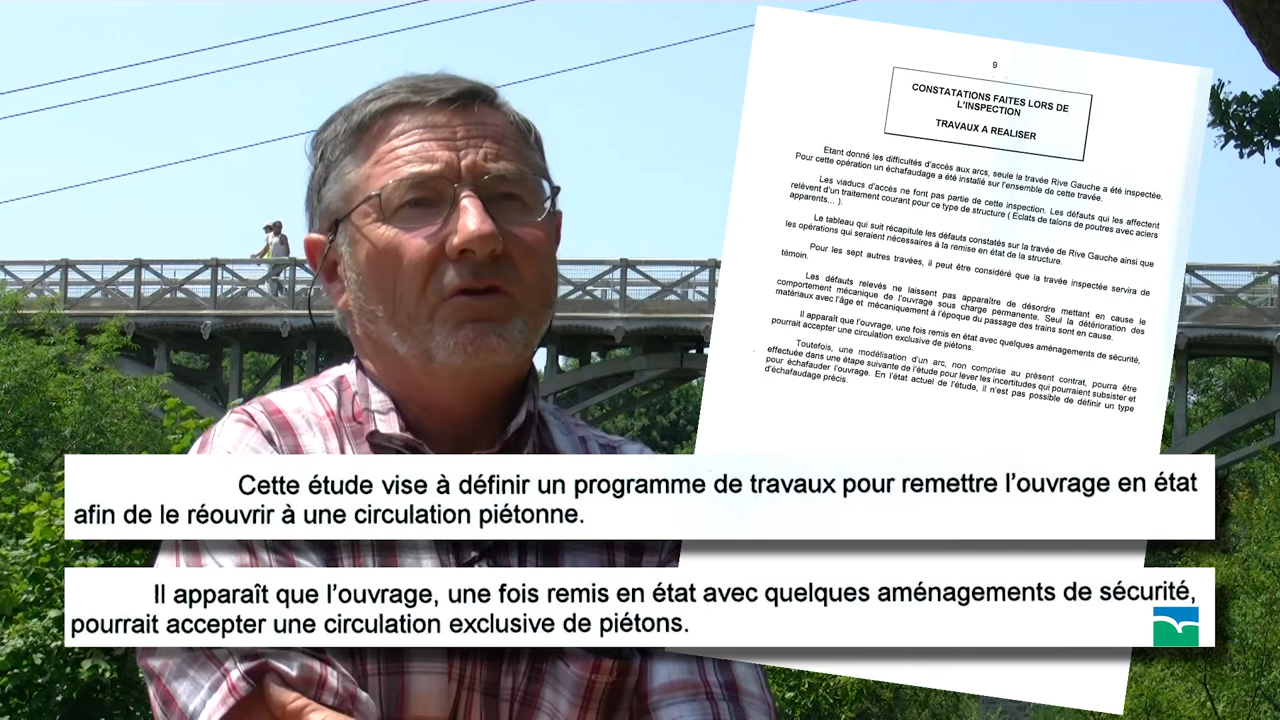 9
CONSTATATIONS FAITES LORS DE
L'INSPECTION
TRAVAUX A REALISER
Etant donné les difficultés d'accès aux arcs, seule la travée Rive Gauche a été inspectée.
Pour cette opération un échafaudage a été installé sur l'ensemble de cette travée.
Les viaducs d'accès ne font pas partie de cette inspection. Les défauts qui les affectent
relèvent d'un traitement courant pour ce type de structure ( Eclats de talons de poutres avec aciers
apparents... ).
Le tableau qui suit récapitule les défauts constatés sur la travée de Rive Gauche ainsi que
les opérations qui seraient nécessaires à la remise en état de la structure.
Pour les sept autres travées, il peut être considéré que la travée inspectée servira de
témoin.
Les défauts relevés ne laissent pas apparaître de désordre mettant en cause le
comportement mécanique de l'ouvrage sous charge permanente. Seul la détérioration des
matériaux avec l'âge et mécaniquement à l'époque du passage des trains sont en cause.
Il apparaît que l'ouvrage, une fois remis en état avec quelques aménagements de sécurité,
pourrait accepter une circulation exclusive de piétons.
Toutefois, une modélisation d'un arc, non comprise au présent contrat, pourra être
effectuée dans une étape suivante de l'étude pour lever les incertitudes qui pourraient subsister et
pour échafauder l'ouvrage. En l'état actuel de l'étude, il n'est pas possible de définir un type
d'échafaudage précis.
Cette étude vise à définir un programme de travaux pour remettre l'ouvrage en état
afin de le réouvrir à une circulation piétonne.
Il apparaît que l'ouvrage, une fois remis en état avec quelques aménagements de sécurité,
pourrait accepter une circulation exclusive de piétons.